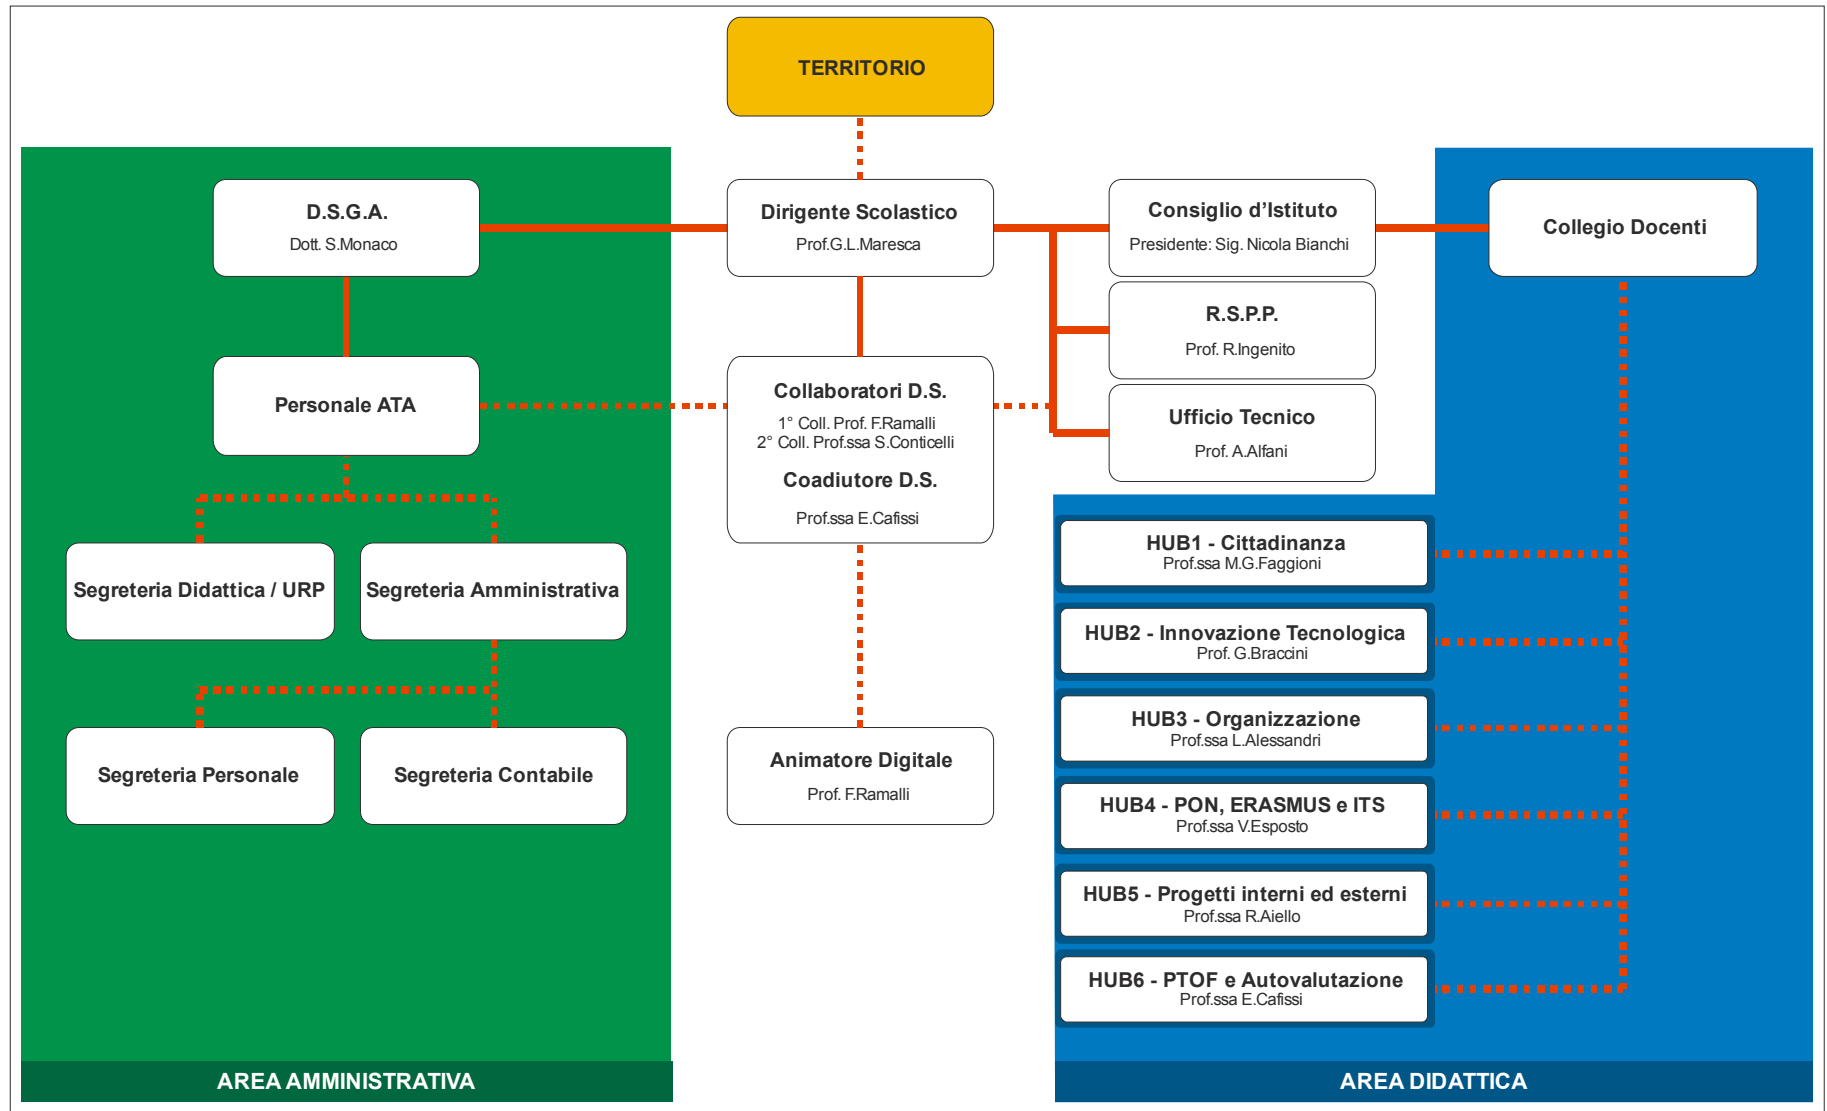 TERRITORIO
D.S.G.A.
Dott. S.Monaco
Dirigente Scolastico
Prof.G.L.Maresca
Consiglio d’Istituto
Presidente: Sig. Nicola Bianchi
Collegio Docenti
R.S.P.P.
Prof. R.Ingenito
Personale ATA
Collaboratori D.S.
1° Coll. Prof. F.Ramalli
2° Coll. Prof.ssa S.Conticelli
Coadiutore D.S.
Prof.ssa E.Cafissi
Ufficio Tecnico
Prof. A.Alfani
Segreteria Didattica / URP
Segreteria Amministrativa
Segreteria Personale
Segreteria Contabile
Animatore Digitale
Prof. F.Ramalli
HUB1 - Cittadinanza
Prof.ssa M.G.Faggioni
HUB2 - Innovazione Tecnologica
Prof. G.Braccini
HUB3 - Organizzazione
Prof.ssa L.Alessandri
HUB4 - PON, ERASMUS e ITS
Prof.ssa V.Esposto
HUB5 - Progetti interni ed esterni
Prof.ssa R.Aiello
HUB6 - PTOF e Autovalutazione
Prof.ssa E.Cafissi
AREA AMMINISTRATIVA
AREA DIDATTICA